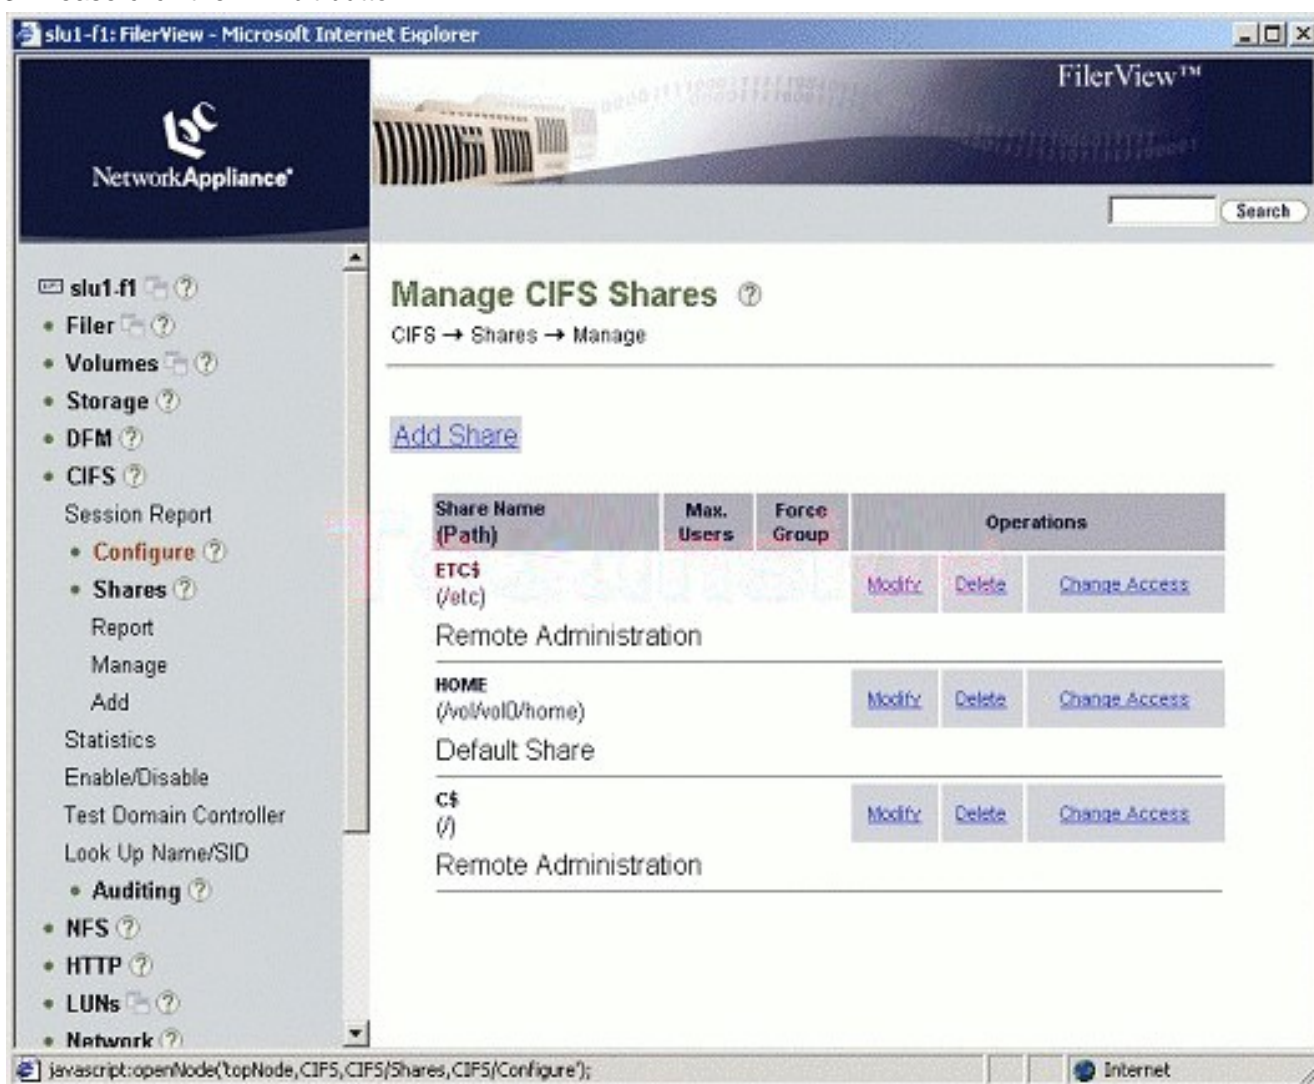 slu1-f1: FilerView - Microsoft Internet Explorer
FilerView™
NetworkAppliance®
Search
slu1-f1
Filer
Volumes
Storage
DFM
CIFS
Session Report
Configure
Shares
Report
Manage
Add
Statistics
Enable/Disable
Test Domain Controller
Look Up Name/SID
Auditing
NFS
HTTP
LUNs
Network
Manage CIFS Shares
CIFS → Shares → Manage
Add Share
Share Name (Path) Max. Users Force Group Operations
ETC$
(/etc) Modify Delete Change Access
Remote Administration
HOME
(/vol/vol0/home) Modify Delete Change Access
Default Share
C$
(/) Modify Delete Change Access
Remote Administration
javascript:openNode('topNode,CIFS,CIFS/Shares,CIFS/Configure'); Internet